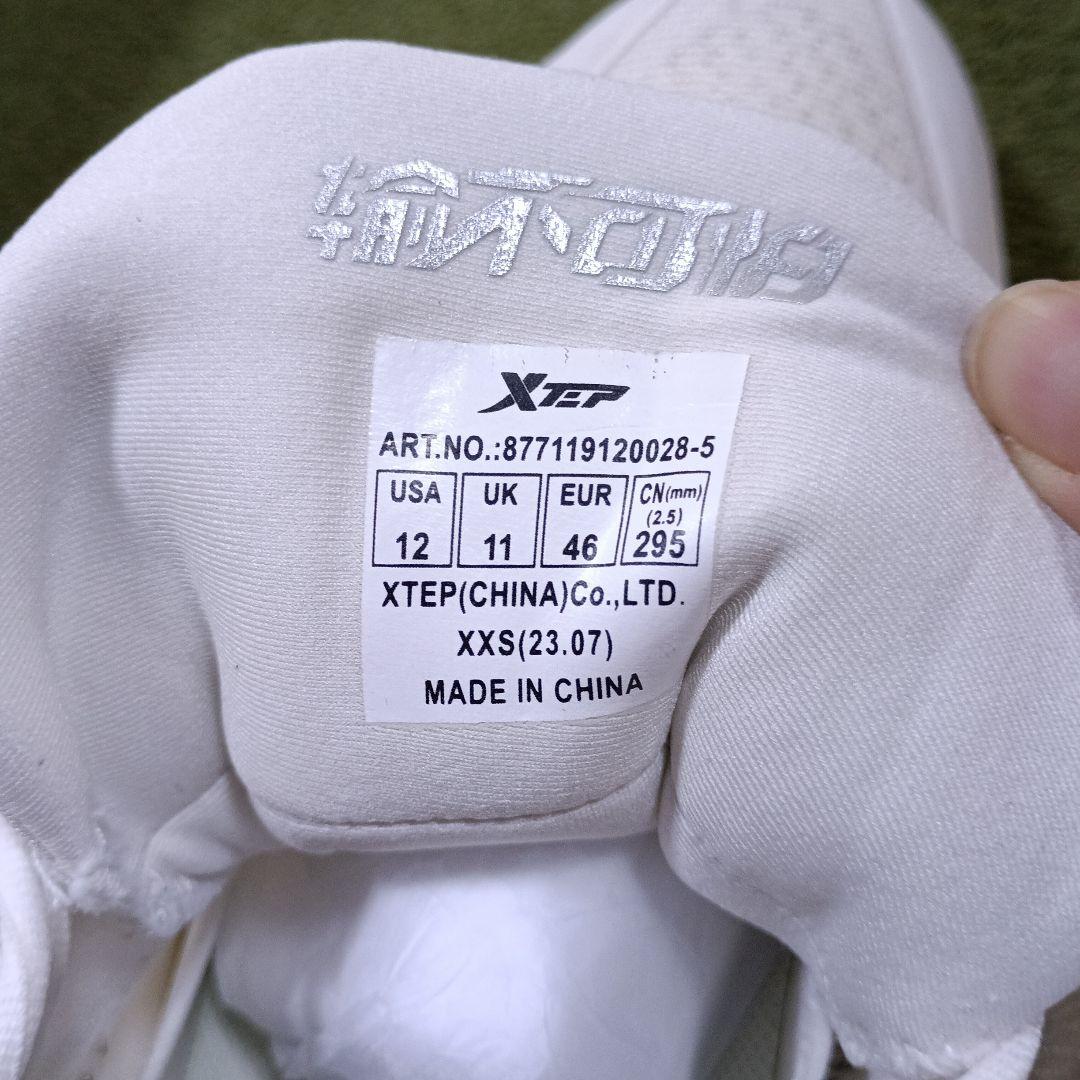 输不可怕
XTEP
ART.NO.:877119120028-5
USA UK EUR CN(mm)
(2.5)
12 11 46 295
XTEP(CHINA)Co.,LTD.
XXS(23.07)
MADE IN CHINA